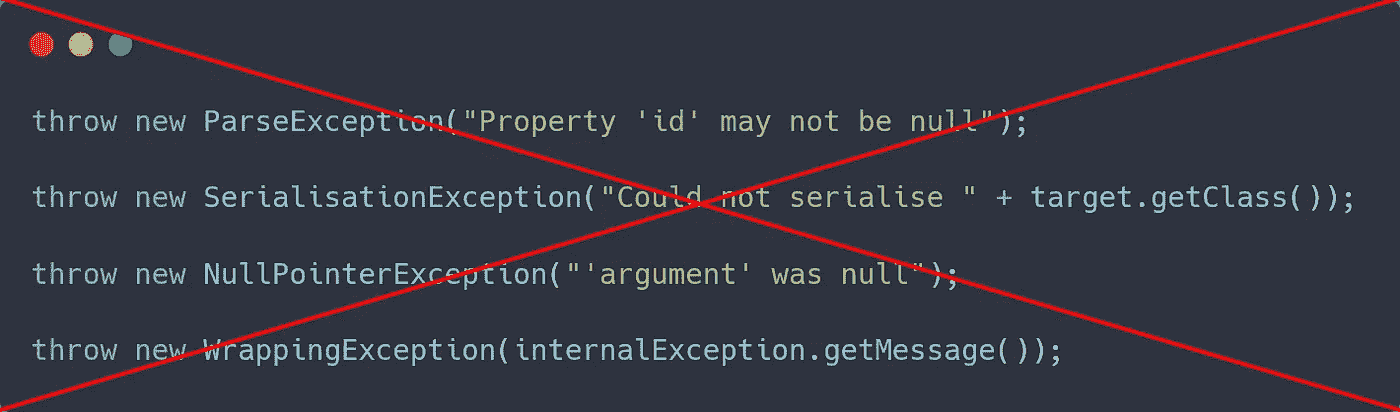 throw new ParseException("Property 'id' may not be null");
throw new SerialisationException("Could not serialise " + target.getClass());
throw new NullPointerException("'argument' was null");
throw new WrappingException(internalException.getMessage());